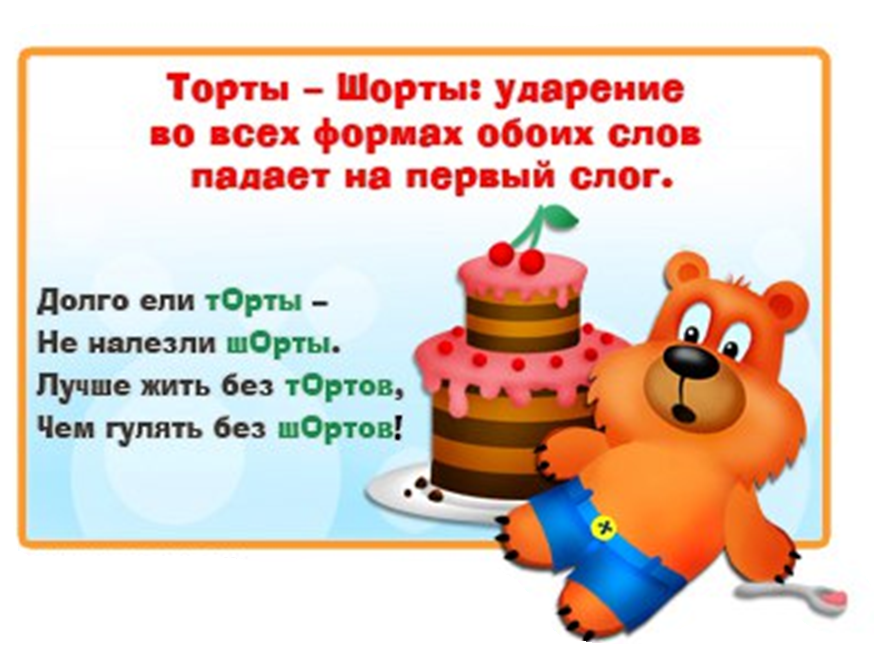 Торты – Шорты: ударение
во всех формах обоих слов
падает на первый слог.
Долго ели тОрты –
Не налезли шОрты.
Лучше жить без тОртов,
Чем гулять без шОртов!